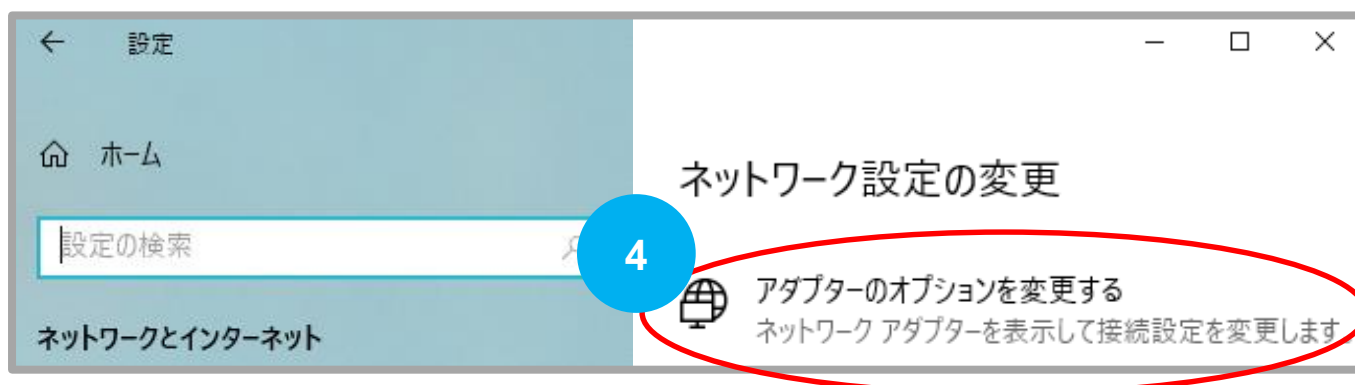 設定
ホーム
設定の検索
ネットワークとインターネット
ネットワーク設定の変更
4
アダプターのオプションを変更する
ネットワーク アダプターを表示して接続設定を変更します。